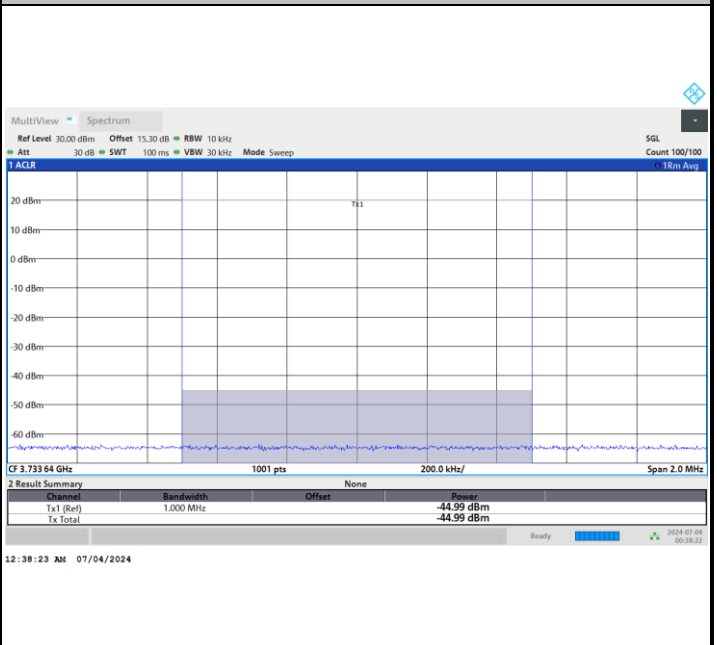 MultiView Spectrum
Ref Level 30.00 dBm Offset 15.30 dB RBW 10 kHz SGL
Att 30 dB SWT 100 ms VBW 30 kHz Mode Sweep Count 100/100
1 ACLR 1Rm Avg
20 dBm
Tx1
10 dBm
0 dBm
-10 dBm
-20 dBm
-30 dBm
-40 dBm
-50 dBm
-60 dBm
CF 3.733 64 GHz 1001 pts 200.0 kHz/ Span 2.0 MHz
2 Result Summary None
Channel Bandwidth Offset Power
Tx1 (Ref) 1.000 MHz -44.99 dBm
Tx Total -44.99 dBm
Ready 2024-07-04
00:38:22
12:38:23 AM 07/04/2024